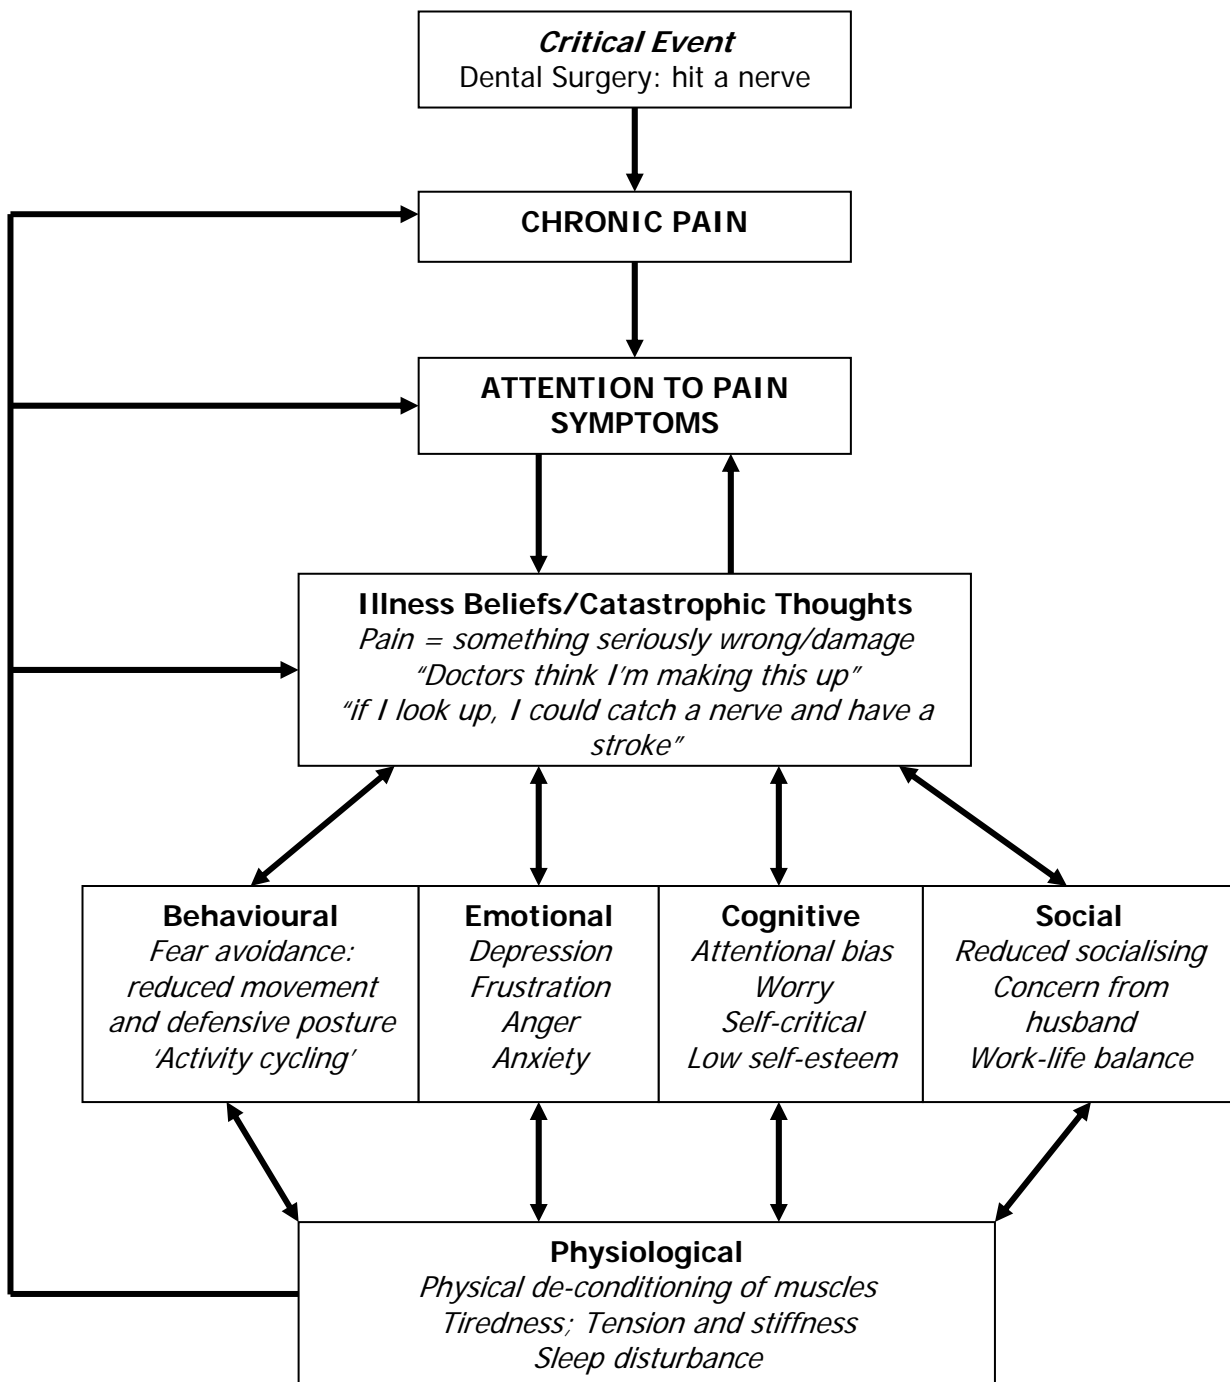 Critical Event
Dental Surgery: hit a nerve
CHRONIC PAIN
ATTENTION TO PAIN
SYMPTOMS
Illness Beliefs/Catastrophic Thoughts
Pain = something seriously wrong/damage
“Doctors think I’m making this up”
“if I look up, I could catch a nerve and have a
stroke”
Behavioural
Fear avoidance:
reduced movement
and defensive posture
‘Activity cycling’
Emotional
Depression
Frustration
Anger
Anxiety
Cognitive
Attentional bias
Worry
Self-critical
Low self-esteem
Social
Reduced socialising
Concern from
husband
Work-life balance
Physiological
Physical de-conditioning of muscles
Tiredness; Tension and stiffness
Sleep disturbance